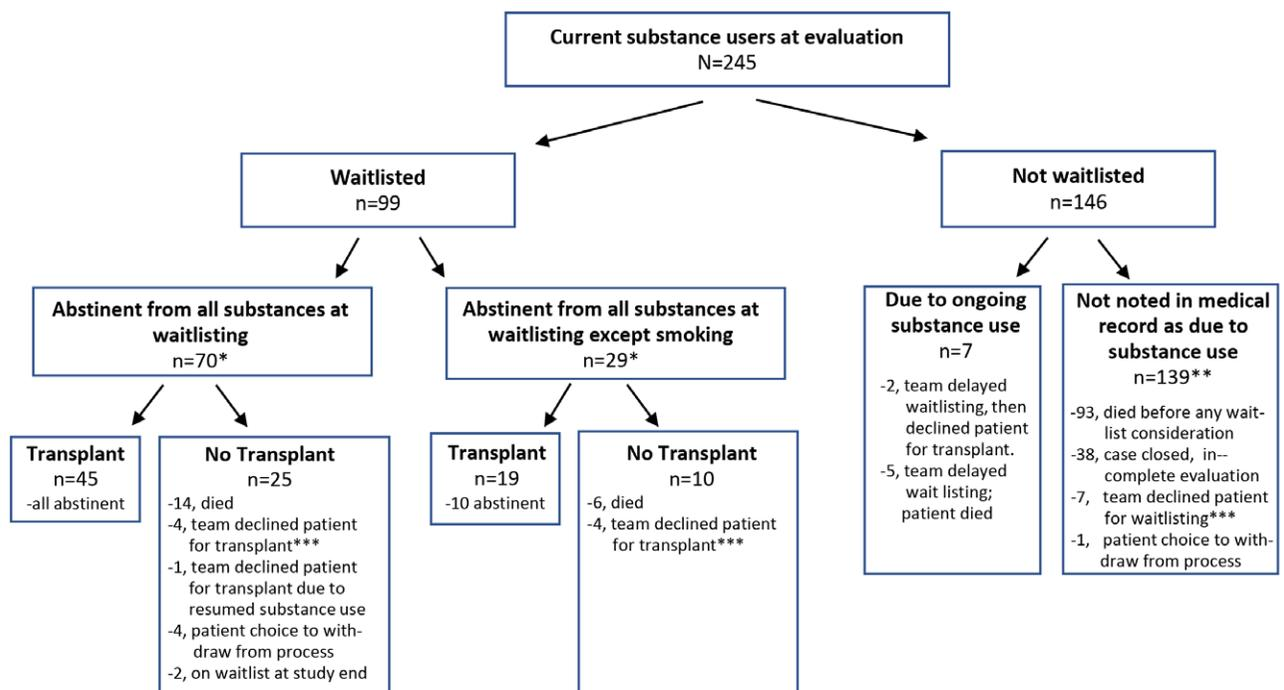 Current substance users at evaluation
N=245
Waitlisted
n=99
Not waitlisted
n=146
Abstinent from all substances at
waitlisting
n=70*
Abstinent from all substances at
waitlisting except smoking
n=29*
Due to ongoing
substance use
n=7
-2, team delayed
waitlisting, then
declined patient
for transplant.
-5, team delayed
wait listing;
patient died
Not noted in medical
record as due to
substance use
n=139**
-93, died before any wait-
list consideration
-38, case closed, in--
complete evaluation
-7, team declined patient
for waitlisting***
-1, patient choice to with-
draw from process
Transplant
n=45
-all abstinent
No Transplant
n=25
-14, died
-4, team declined patient
for transplant***
-1, team declined patient
for transplant due to
resumed substance use
-4, patient choice to with-
draw from process
-2, on waitlist at study end
Transplant
n=19
-10 abstinent
No Transplant
n=10
-6, died
-4, team declined patient
for transplant***